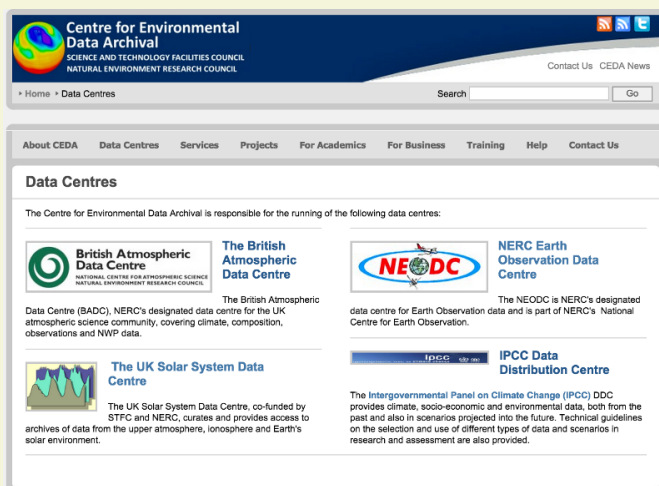 Centre for Environmental
Data Archival
SCIENCE AND TECHNOLOGY FACILITIES COUNCIL
NATURAL ENVIRONMENT RESEARCH COUNCIL
Contact Us CEDA News
Home Data Centres
Search
Go
About CEDA Data Centres Services Projects For Academics For Business Training Help Contact Us
Data Centres
The Centre for Environmental Data Archival is responsible for the running of the following data centres:
British Atmospheric
Data Centre
NATIONAL CENTRE FOR ATMOSPHERIC SCIENCE
NATURAL ENVIRONMENT RESEARCH COUNCIL
The British
Atmospheric
Data Centre
The British Atmospheric
Data Centre (BADC), NERC's designated data centre for the UK
atmospheric science community, covering climate, composition,
observations and NWP data.
NEODC
NERC Earth
Observation Data
Centre
The NEODC is NERC's designated
data centre for Earth Observation data and is part of NERC's National
Centre for Earth Observation.
The UK Solar System Data
Centre
The UK Solar System Data Centre, co-funded by
STFC and NERC, curates and provides access to
archives of data from the upper atmosphere, ionosphere and Earth's
solar environment.
ipcc
IPCC Data
Distribution Centre
The Intergovernmental Panel on Climate Change (IPCC) DDC
provides climate, socio-economic and environmental data, both from the
past and also in scenarios projected into the future. Technical guidelines
on the selection and use of different types of data and scenarios in
research and assessment are also provided.